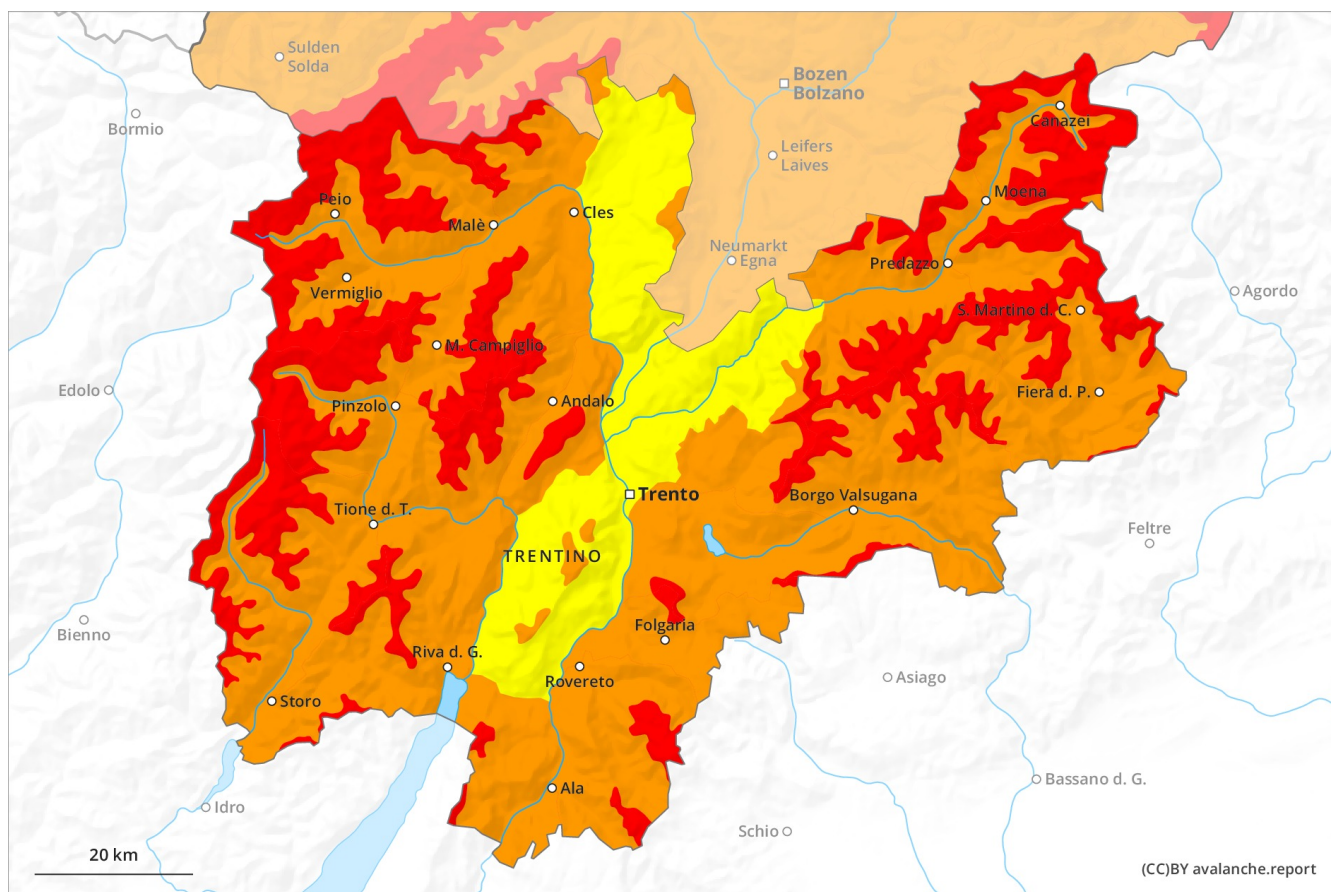 Sulden
Solda
Bozen
Bolzano
Bormio
Canazei
Leifers
Laives
Moena
Peio
Malè
Cles
Neumarkt
Egna
Predazzo
Vermiglio
Agordo
S. Martino d. C.
M. Campiglio
Edolo
Pinzolo
Andalo
Fiera d. P.
Trento
Borgo Valsugana
Tione d. T.
Feltre
TRENTINO
Bienno
Folgaria
Riva d. G.
Rovereto
Asiago
Storo
Bassano d. G.
Ala
Idro
Schio
20 km
(CC)BY avalanche.report